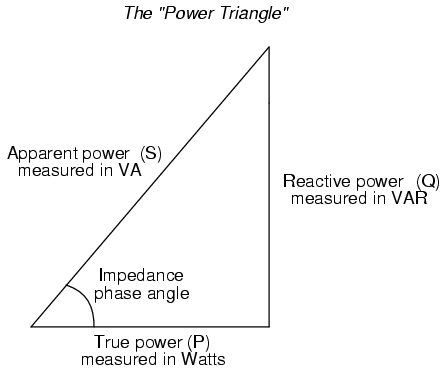 The "Power Triangle"
Apparent power (S)
measured in VA
Reactive power (Q)
measured in VAR
Impedance
phase angle
True power (P)
measured in Watts